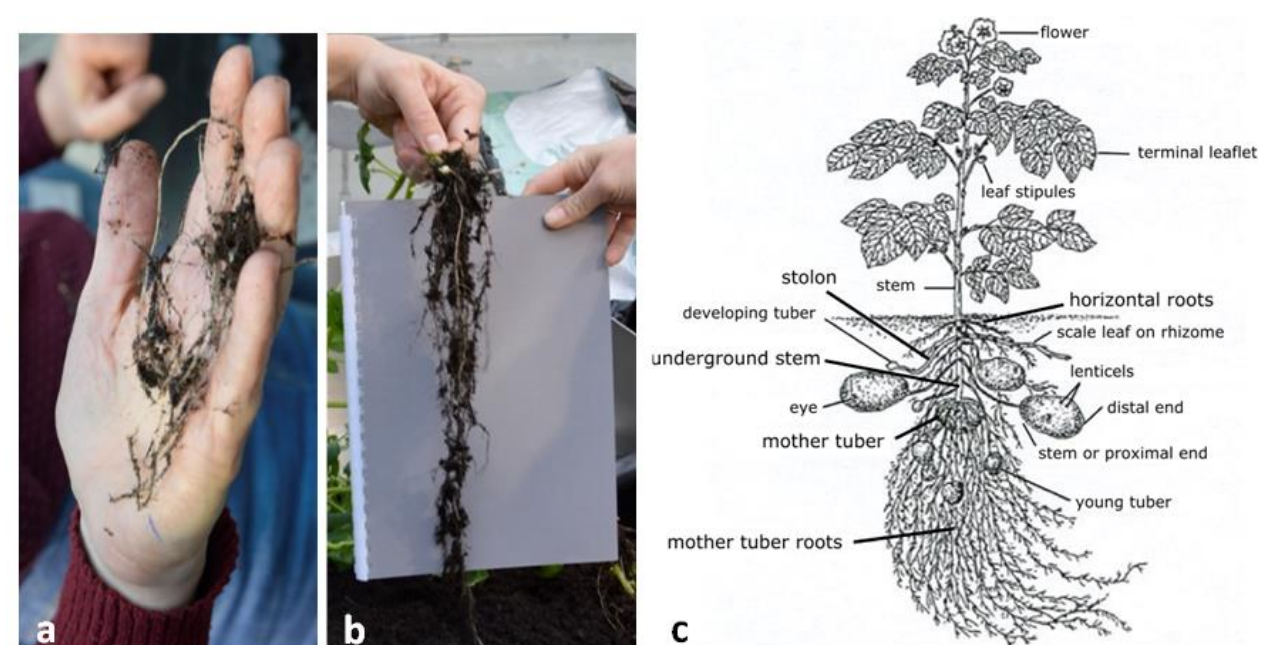 a
b
c
flower
terminal leaflet
leaf stipules
stolon
stem
horizontal roots
developing tuber
scale leaf on rhizome
underground stem
lenticels
eye
distal end
mother tuber
stem or proximal end
young tuber
mother tuber roots